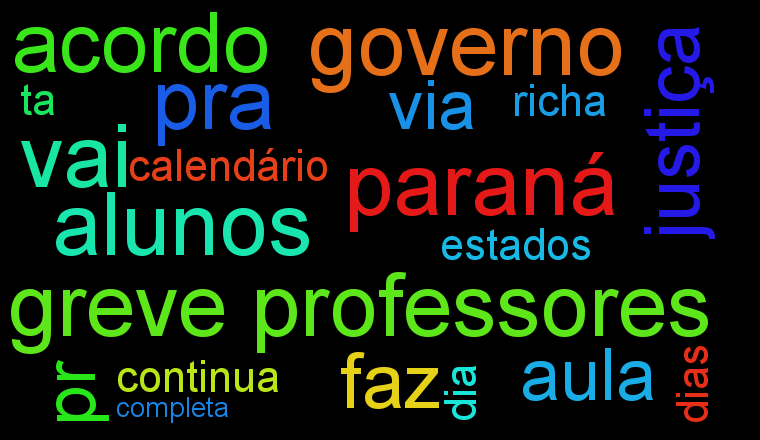 acordo
governo
justiça
ta
pra
via
richa
vai
calendário
paraná
alunos
estados
greve professores
pr
continua
completa
faz
dia
aula
dias